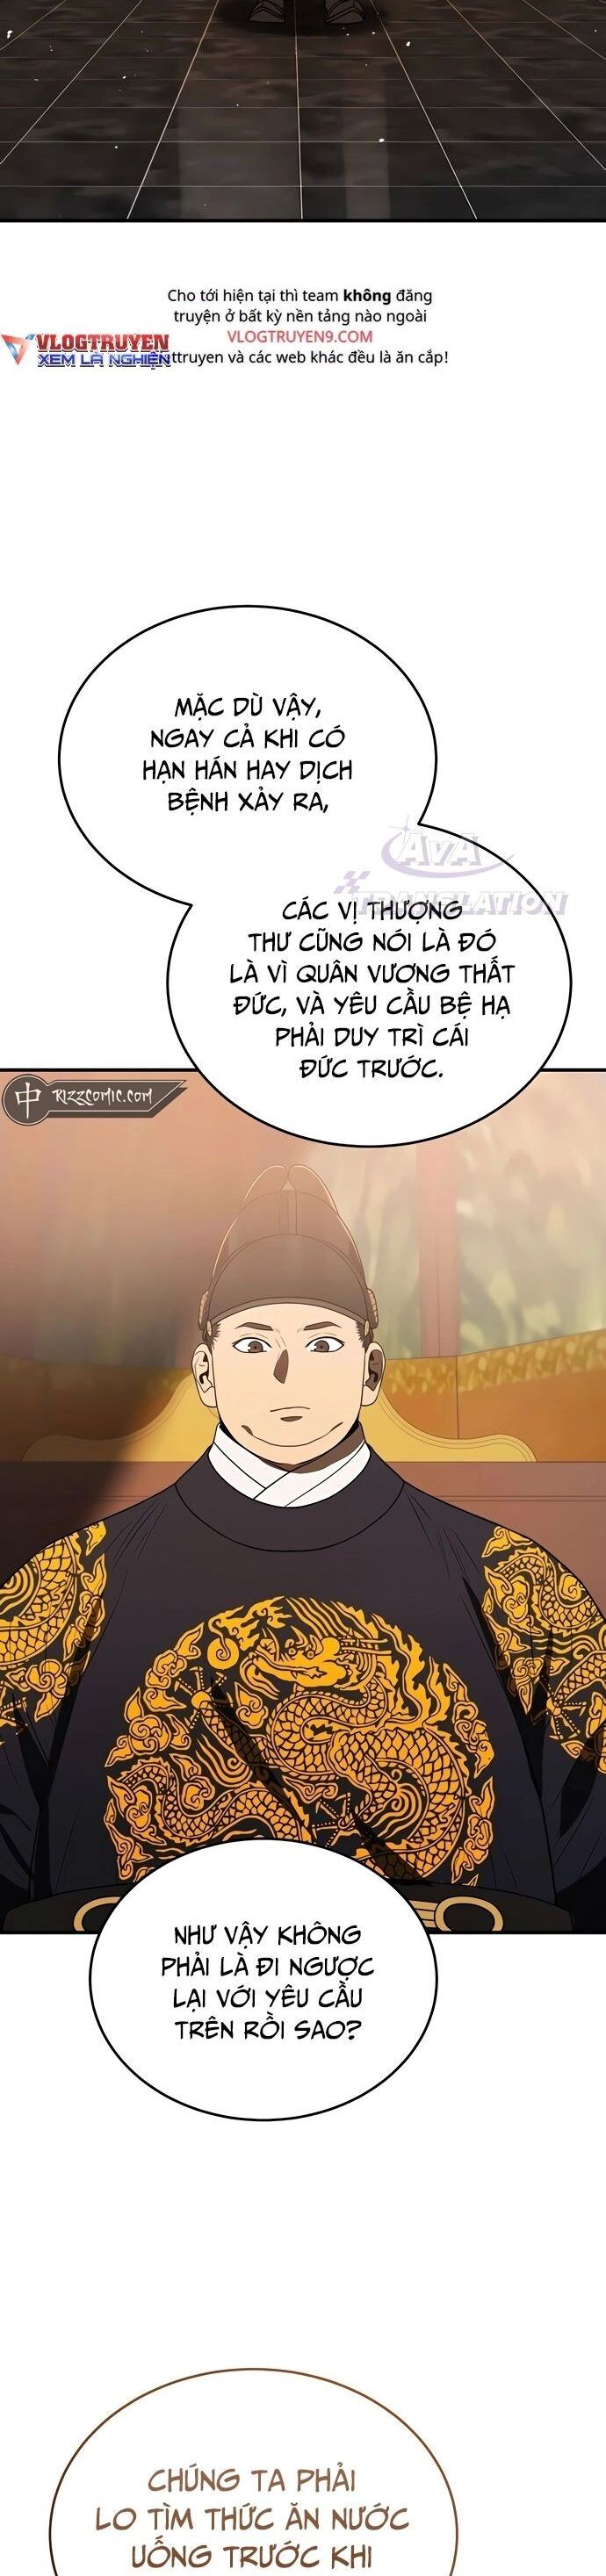 Cho tới hiện tại thì team không đăng
truyện ở bất kỳ nền tảng nào ngoài
VLOGTRUYEN9.COM
VLOGTRUYEN
XEM LÀ NGHIỆN
ttruyen và các web khác đều là ăn cắp!
MẶC DÙ VẬY,
NGAY CẢ KHI CÓ
HẠN HÁN HAY DỊCH
BỆNH XẢY RA,
AVA
TRANSLATION
CÁC VỊ THƯỢNG
THƯ CŨNG NÓI LÀ ĐÓ
LÀ VÌ QUÂN VƯƠNG THẤT
ĐỨC, VÀ YÊU CẦU BỆ HẠ
PHẢI DUY TRÌ CÁI
ĐỨC TRƯỚC.
中 RIZZCOMIC.COM
NHƯ VẬY KHÔNG
PHẢI LÀ ĐI NGƯỢC
LẠI VỚI YÊU CẦU
TRÊN RỒI SAO?
CHÚNG TA PHẢI
LO TÌM THỨC ĂN NƯỚC
UỐNG TRƯỚC KHI